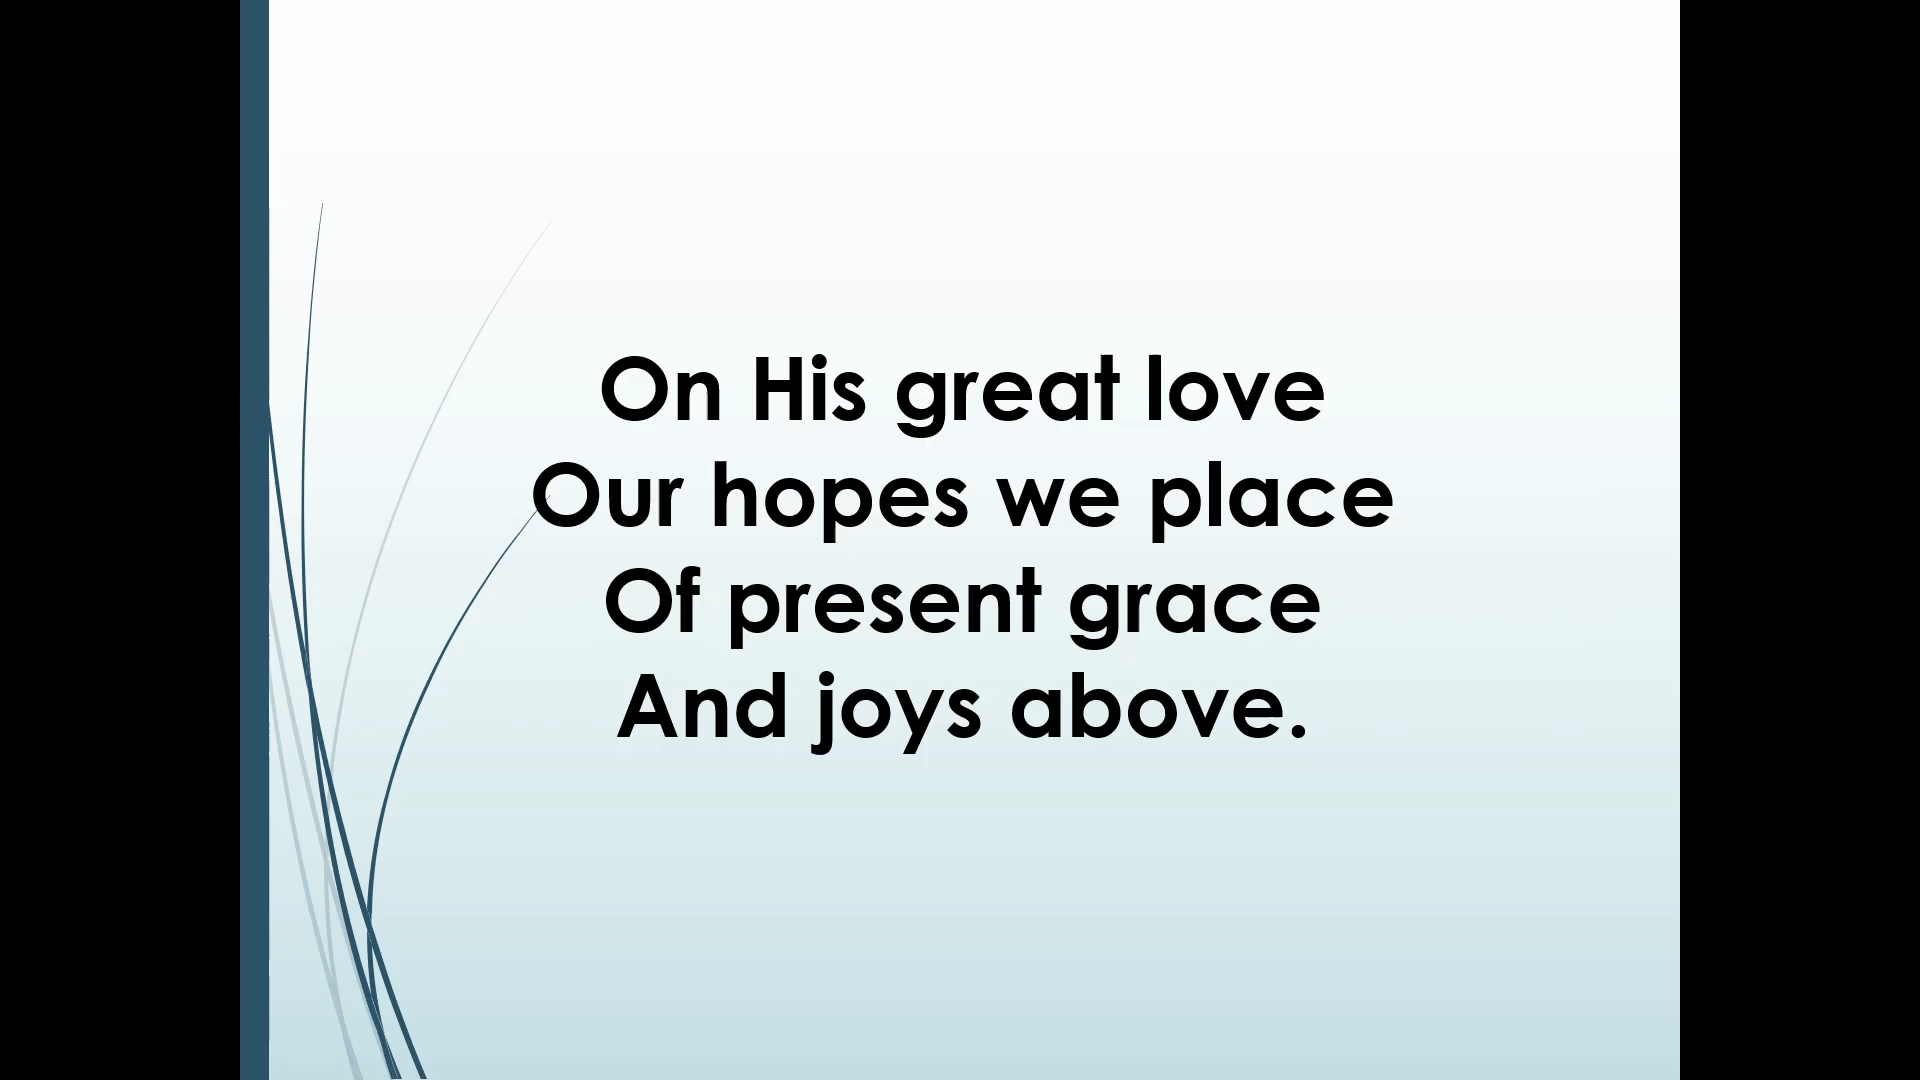 On His great love
Our hopes we place
Of present grace
And joys above.